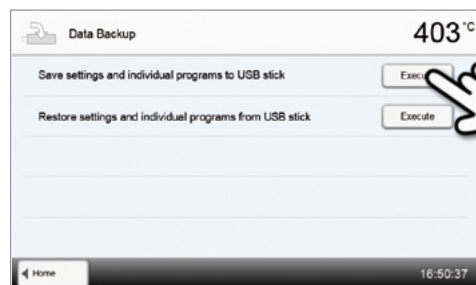 Data Backup
403 °C
Save settings and individual programs to USB stick
Restore settings and individual programs from USB stick
Execute
Home
16:50:37